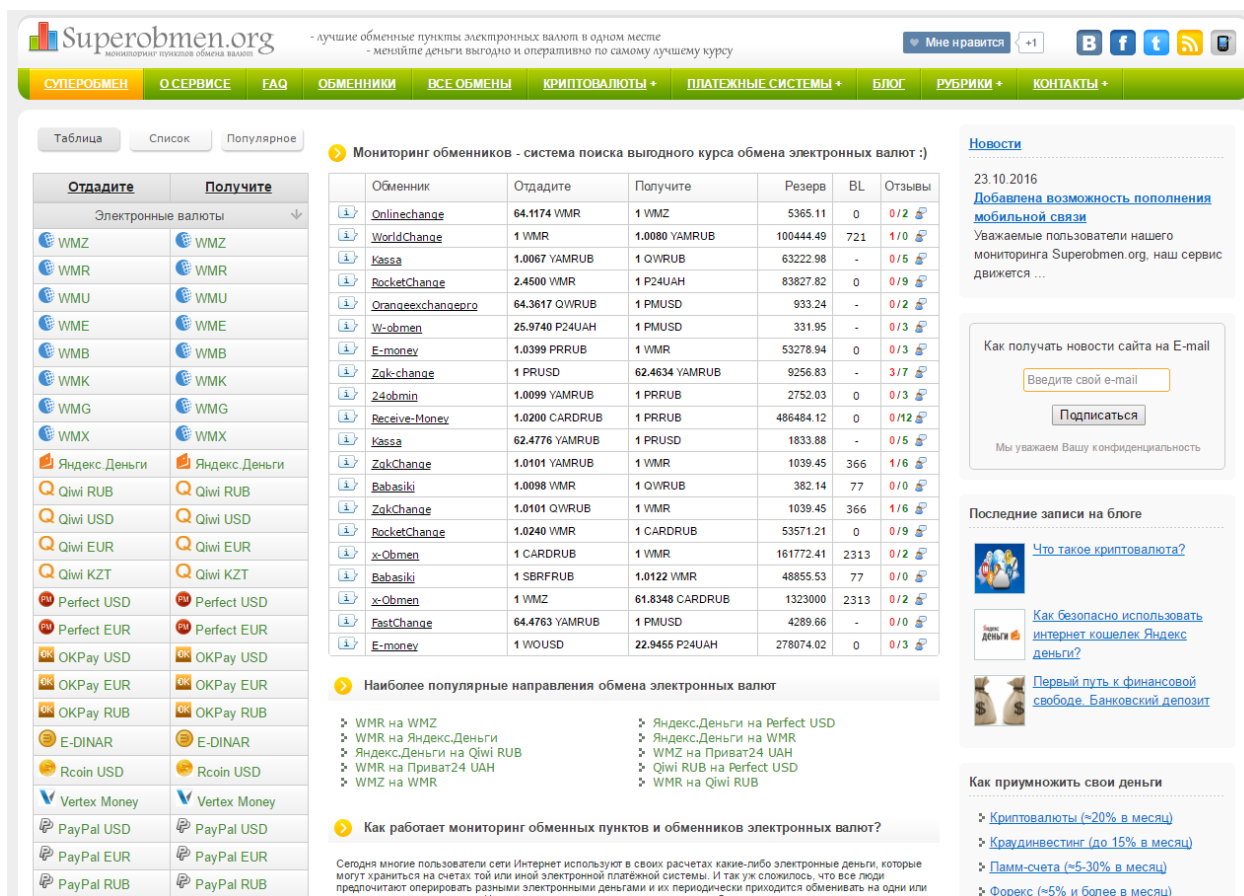 Superobmen.org
мониторинг пунктов обмена валют
- лучшие обменные пункты электронных валют в одном месте
- меняйте деньги выгодно и оперативно по самому лучшему курсу
Мне нравится +1
СУПЕРОБМЕН О СЕРВИСЕ FAQ ОБМЕННИКИ ВСЕ ОБМЕНЫ КРИПТОВАЛЮТЫ + ПЛАТЕЖНЫЕ СИСТЕМЫ + БЛОГ РУБРИКИ + КОНТАКТЫ +
Таблица Список Популярное
Отдадите Получите
Электронные валюты
WMZ WMZ
WMR WMR
WMU WMU
WME WME
WMB WMB
WMK WMK
WMG WMG
WMX WMX
Яндекс.Деньги Яндекс.Деньги
Qiwi RUB Qiwi RUB
Qiwi USD Qiwi USD
Qiwi EUR Qiwi EUR
Qiwi KZT Qiwi KZT
Perfect USD Perfect USD
Perfect EUR Perfect EUR
OKPay USD OKPay USD
OKPay EUR OKPay EUR
OKPay RUB OKPay RUB
E-DINAR E-DINAR
Rcoin USD Rcoin USD
Vertex Money Vertex Money
PayPal USD PayPal USD
PayPal EUR PayPal EUR
PayPal RUB PayPal RUB
Мониторинг обменников - система поиска выгодного курса обмена электронных валют :)
Обменник Отдадите Получите Резерв BL Отзывы
Onlinechange 64.1174 WMR 1 WMZ 5365.11 0 0/2
WorldChange 1 WMR 1.0080 YAMRUB 100444.49 721 1/0
Kassa 1.0067 YAMRUB 1 QWRUB 63222.98 - 0/5
RocketChange 2.4500 WMR 1 P24UAH 83827.82 0 0/9
Orangeexchangepro 64.3617 QWRUB 1 PMUSD 933.24 - 0/2
W-obmen 25.9740 P24UAH 1 PMUSD 331.95 - 0/3
E-money 1.0399 PRRUB 1 WMR 53278.94 0 0/3
Zgk-change 1 PRUSD 62.4634 YAMRUB 9256.83 - 3/7
24obmin 1.0099 YAMRUB 1 PRRUB 2752.03 0 0/3
Receive-Money 1.0200 CARDRUB 1 PRRUB 486484.12 0 0/12
Kassa 62.4776 YAMRUB 1 PRUSD 1833.88 - 0/5
ZgkChange 1.0101 YAMRUB 1 WMR 1039.45 366 1/6
Babasiki 1.0098 WMR 1 QWRUB 382.14 77 0/0
ZgkChange 1.0101 QWRUB 1 WMR 1039.45 366 1/6
RocketChange 1.0240 WMR 1 CARDRUB 53571.21 0 0/9
x-Obmen 1 CARDRUB 1 WMR 161772.41 2313 0/2
Babasiki 1 SBRFRUB 1.0122 WMR 48855.53 77 0/0
x-Obmen 1 WMZ 61.8348 CARDRUB 1323000 2313 0/2
FastChange 64.4763 YAMRUB 1 PMUSD 4289.66 - 0/0
E-money 1 WOUSD 22.9455 P24UAH 278074.02 0 0/3
Наиболее популярные направления обмена электронных валют
WMR на WMZ
WMR на Яндекс.Деньги
Яндекс.Деньги на Qiwi RUB
WMR на Приват24 UAH
WMZ на WMR
Яндекс.Деньги на Perfect USD
Яндекс.Деньги на WMR
WMZ на Приват24 UAH
Qiwi RUB на Perfect USD
WMR на Qiwi RUB
Как работает мониторинг обменных пунктов и обменников электронных валют?
Сегодня многие пользователи сети Интернет используют в своих расчетах какие-либо электронные деньги, которые
могут храниться на счетах той или иной электронной платёжной системы. И так уж сложилось, что все люди
предпочитают оперировать разными электронными деньгами и их периодически приходится обменивать на одни или
Новости
23.10.2016
Добавлена возможность пополнения
мобильной связи
Уважаемые пользователи нашего
мониторинга Superobmen.org, наш сервис
движется ...
Как получать новости сайта на E-mail
Введите свой e-mail
Подписаться
Мы уважаем Вашу конфиденциальность
Последние записи на блоге
Что такое криптовалюта?
Как безопасно использовать
интернет кошелек Яндекс
деньги?
Первый путь к финансовой
свободе. Банковский депозит
Как приумножить свои деньги
Криптовалюты (≈20% в месяц)
Краудинвестинг (до 15% в месяц)
Памм-счета (≈5-30% в месяц)
Форекс (≈5% и более в месяц)